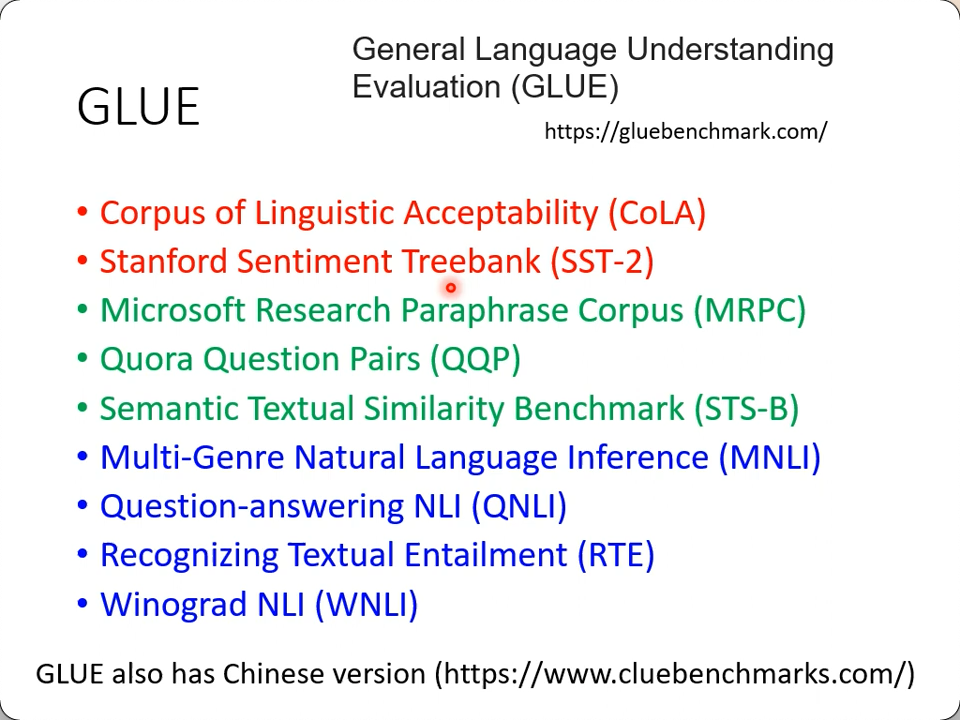 General Language Understanding
Evaluation (GLUE)
GLUE
https://gluebenchmark.com/
• Corpus of Linguistic Acceptability (CoLA)
• Stanford Sentiment Treebank (SST-2)
• Microsoft Research Paraphrase Corpus (MRPC)
• Quora Question Pairs (QQP)
• Semantic Textual Similarity Benchmark (STS-B)
• Multi-Genre Natural Language Inference (MNLI)
• Question-answering NLI (QNLI)
• Recognizing Textual Entailment (RTE)
• Winograd NLI (WNLI)
GLUE also has Chinese version (https://www.cluebenchmarks.com/)